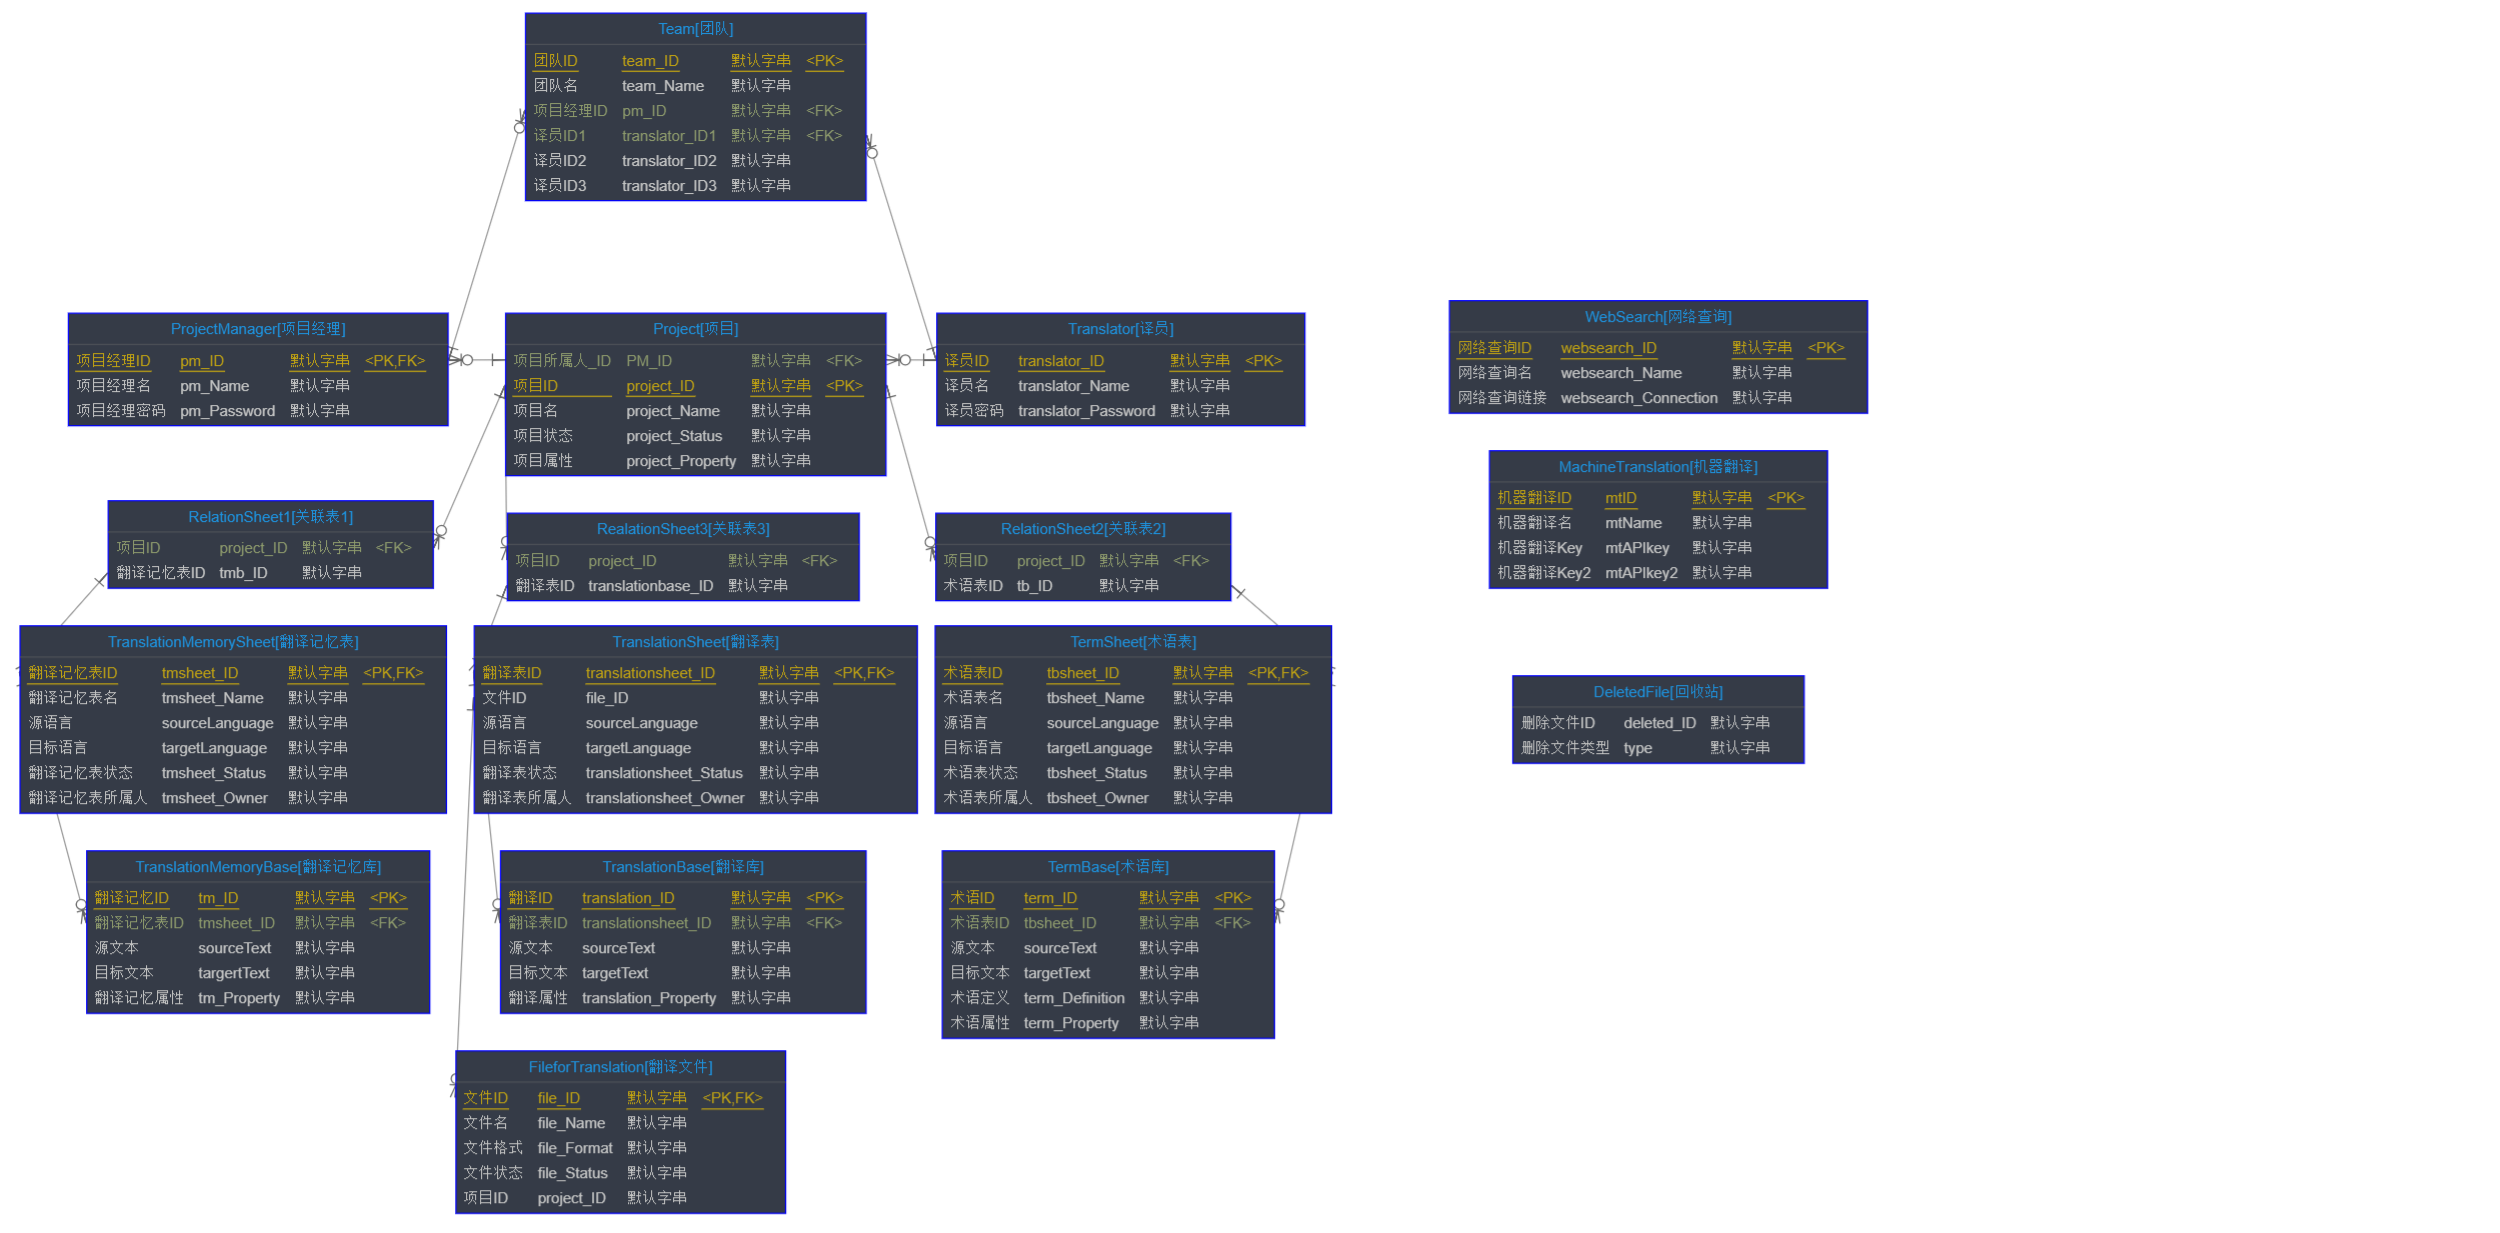 Team[团队]
团队ID team_ID 默认字串 <PK>
团队名 team_Name 默认字串
项目经理ID pm_ID 默认字串 <FK>
译员ID1 translator_ID1 默认字串 <FK>
译员ID2 translator_ID2 默认字串
译员ID3 translator_ID3 默认字串
ProjectManager[项目经理]
项目经理ID pm_ID 默认字串 <PK,FK>
项目经理名 pm_Name 默认字串
项目经理密码 pm_Password 默认字串
Project[项目]
项目所属人_ID PM_ID 默认字串 <FK>
项目ID project_ID 默认字串 <PK>
项目名 project_Name 默认字串
项目状态 project_Status 默认字串
项目属性 project_Property 默认字串
Translator[译员]
译员ID translator_ID 默认字串 <PK>
译员名 translator_Name 默认字串
译员密码 translator_Password 默认字串
WebSearch[网络查询]
网络查询ID websearch_ID 默认字串 <PK>
网络查询名 websearch_Name 默认字串
网络查询链接 websearch_Connection 默认字串
MachineTranslation[机器翻译]
机器翻译ID mtID 默认字串 <PK>
机器翻译名 mtName 默认字串
机器翻译Key mtAPIkey 默认字串
机器翻译Key2 mtAPIkey2 默认字串
RelationSheet1[关联表1]
项目ID project_ID 默认字串 <FK>
翻译记忆表ID tmb_ID 默认字串
RealationSheet3[关联表3]
项目ID project_ID 默认字串 <FK>
翻译表ID translationbase_ID 默认字串
RelationSheet2[关联表2]
项目ID project_ID 默认字串 <FK>
术语表ID tb_ID 默认字串
TranslationMemorySheet[翻译记忆表]
翻译记忆表ID tmsheet_ID 默认字串 <PK,FK>
翻译记忆表名 tmsheet_Name 默认字串
源语言 sourceLanguage 默认字串
目标语言 targetLanguage 默认字串
翻译记忆表状态 tmsheet_Status 默认字串
翻译记忆表所属人 tmsheet_Owner 默认字串
TranslationSheet[翻译表]
翻译表ID translationsheet_ID 默认字串 <PK,FK>
文件ID file_ID 默认字串
源语言 sourceLanguage 默认字串
目标语言 targetLanguage 默认字串
翻译表状态 translationsheet_Status 默认字串
翻译表所属人 translationsheet_Owner 默认字串
TermSheet[术语表]
术语表ID tbsheet_ID 默认字串 <PK,FK>
术语表名 tbsheet_Name 默认字串
源语言 sourceLanguage 默认字串
目标语言 targetLanguage 默认字串
术语表状态 tbsheet_Status 默认字串
术语表所属人 tbsheet_Owner 默认字串
DeletedFile[回收站]
删除文件ID deleted_ID 默认字串
删除文件类型 type 默认字串
TranslationMemoryBase[翻译记忆库]
翻译记忆ID tm_ID 默认字串 <PK>
翻译记忆表ID tmsheet_ID 默认字串 <FK>
源文本 sourceText 默认字串
目标文本 targertText 默认字串
翻译记忆属性 tm_Property 默认字串
TranslationBase[翻译库]
翻译ID translation_ID 默认字串 <PK>
翻译表ID translationsheet_ID 默认字串 <FK>
源文本 sourceText 默认字串
目标文本 targetText 默认字串
翻译属性 translation_Property 默认字串
TermBase[术语库]
术语ID term_ID 默认字串 <PK>
术语表ID tbsheet_ID 默认字串 <FK>
源文本 sourceText 默认字串
目标文本 targetText 默认字串
术语定义 term_Definition 默认字串
术语属性 term_Property 默认字串
FileforTranslation[翻译文件]
文件ID file_ID 默认字串 <PK,FK>
文件名 file_Name 默认字串
文件格式 file_Format 默认字串
文件状态 file_Status 默认字串
项目ID project_ID 默认字串